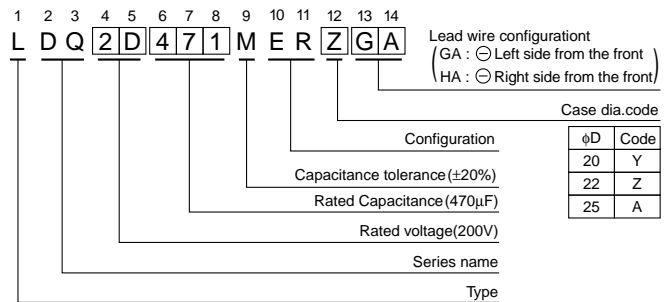 1 2 3 4 5 6 7 8 9 10 11 12 13 14
L D Q 2 D 4 7 1 M E R Z G A
Lead wire configurationt
(GA : ⊖ Left side from the front
HA : ⊖ Right side from the front)
Case dia.code
Configuration
φD Code
20 Y
22 Z
25 A
Capacitance tolerance (±20%)
Rated Capacitance (470μF)
Rated voltage(200V)
Series name
Type